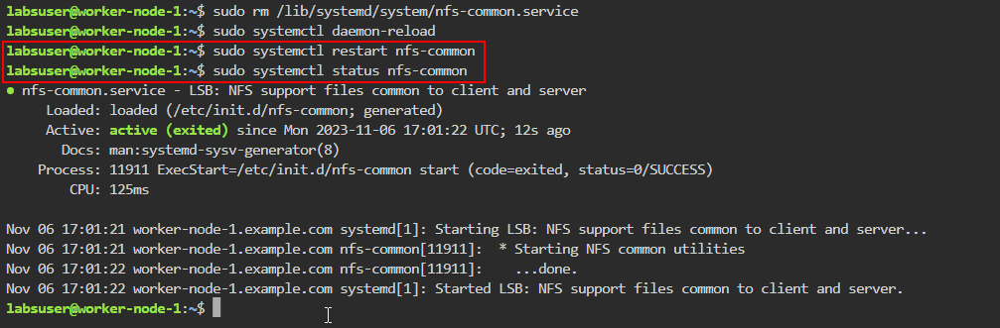 labsuser@worker-node-1:~$ sudo rm /lib/systemd/system/nfs-common.service
labsuser@worker-node-1:~$ sudo systemctl daemon-reload
labsuser@worker-node-1:~$ sudo systemctl restart nfs-common
labsuser@worker-node-1:~$ sudo systemctl status nfs-common
● nfs-common.service - LSB: NFS support files common to client and server
     Loaded: loaded (/etc/init.d/nfs-common; generated)
     Active: active (exited) since Mon 2023-11-06 17:01:22 UTC; 12s ago
       Docs: man:systemd-sysv-generator(8)
    Process: 11911 ExecStart=/etc/init.d/nfs-common start (code=exited, status=0/SUCCESS)
        CPU: 125ms

Nov 06 17:01:21 worker-node-1.example.com systemd[1]: Starting LSB: NFS support files common to client and server...
Nov 06 17:01:21 worker-node-1.example.com nfs-common[11911]:  * Starting NFS common utilities
Nov 06 17:01:22 worker-node-1.example.com nfs-common[11911]:    ...done.
Nov 06 17:01:22 worker-node-1.example.com systemd[1]: Started LSB: NFS support files common to client and server.
labsuser@worker-node-1:~$